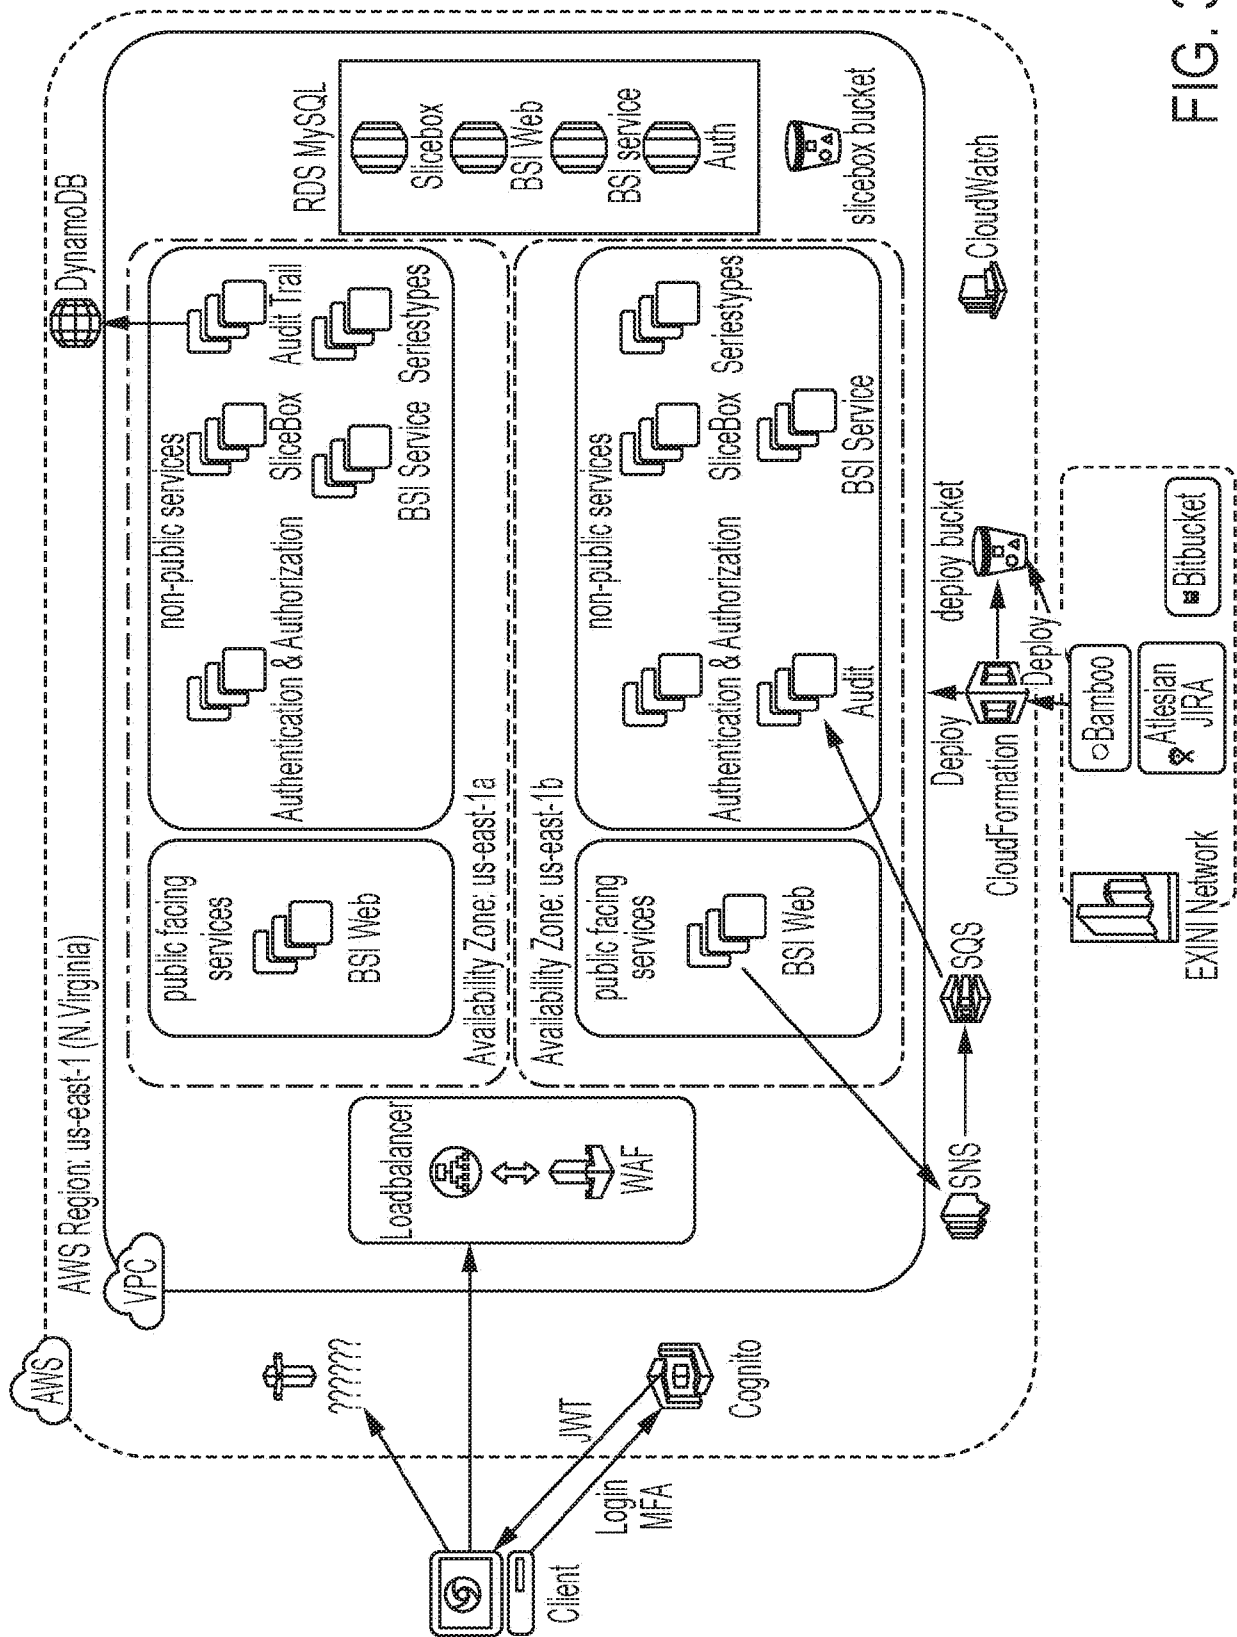 AWS
AWS Region: us-east-1 (N.Virginia)
VPC
DynamoDB
??????
Client
Login
MFA
JWT
Cognito
Loadbalancer
WAF
public facing
services
BSI Web
Availability Zone: us-east-1a
non-public services
Authentication & Authorization
SliceBox
Audit Trail
BSI Service
Seriestypes
Availability Zone: us-east-1b
public facing
services
BSI Web
non-public services
Authentication & Authorization
SliceBox
Seriestypes
Audit
BSI Service
RDS MySQL
Slicebox
BSI Web
BSI service
Auth
slicebox bucket
SNS
SQS
Deploy
CloudFormation
deploy bucket
CloudWatch
Deploy
Bamboo
Atlesian
JIRA
Bitbucket
EXINI Network
FIG.